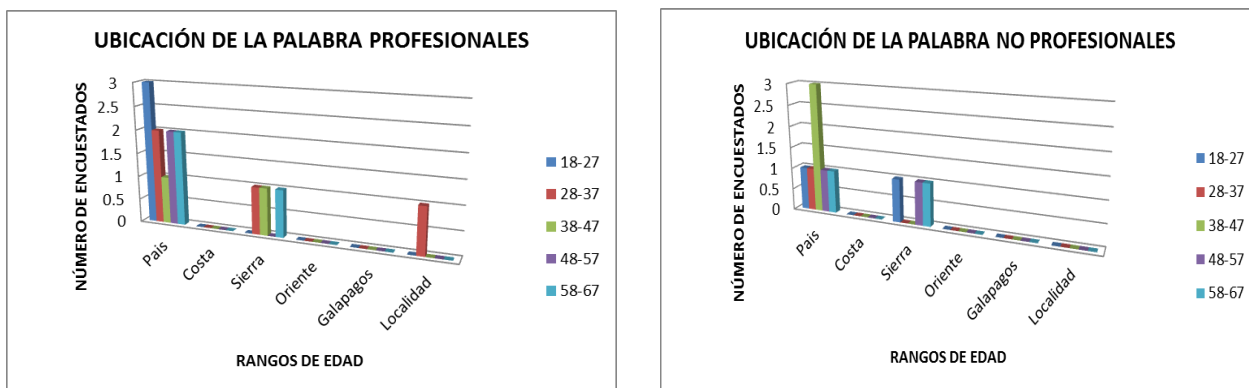 UBICACIÓN DE LA PALABRA PROFESIONALES
NÚMERO DE ENCUESTADOS
3
2.5
2
1.5
1
0.5
0
País
Costa
Sierra
Oriente
Galapagos
Localidad
RANGOS DE EDAD
18-27
28-37
38-47
48-57
58-67
UBICACIÓN DE LA PALABRA NO PROFESIONALES
NÚMERO DE ENCUESTADOS
3
2.5
2
1.5
1
0.5
0
País
Costa
Sierra
Oriente
Galapagos
Localidad
RANGOS DE EDAD
18-27
28-37
38-47
48-57
58-67